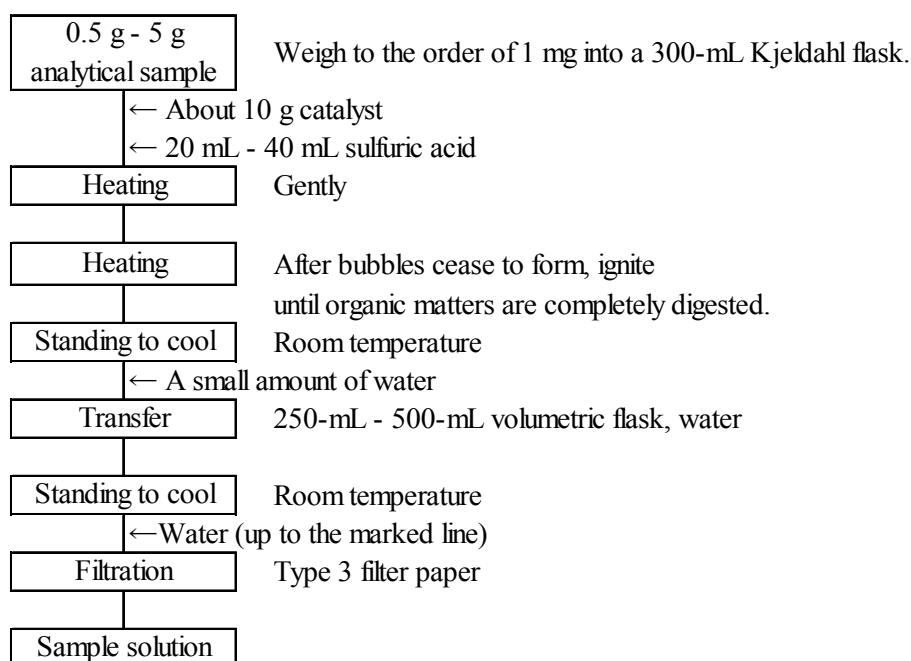 0.5 g - 5 g
analytical sample
Weigh to the order of 1 mg into a 300-mL Kjeldahl flask.
← About 10 g catalyst
← 20 mL - 40 mL sulfuric acid
Heating Gently
Heating After bubbles cease to form, ignite
until organic matters are completely digested.
Standing to cool Room temperature
← A small amount of water
Transfer 250-mL - 500-mL volumetric flask, water
Standing to cool Room temperature
←Water (up to the marked line)
Filtration Type 3 filter paper
Sample solution